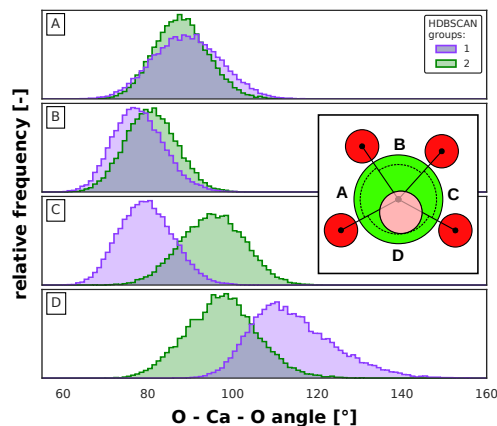 A
HDBSCAN
groups:
1
2
B
C
D
B
A
C
D
relative frequency [-]
60 80 100 120 140 160
O - Ca - O angle [°]